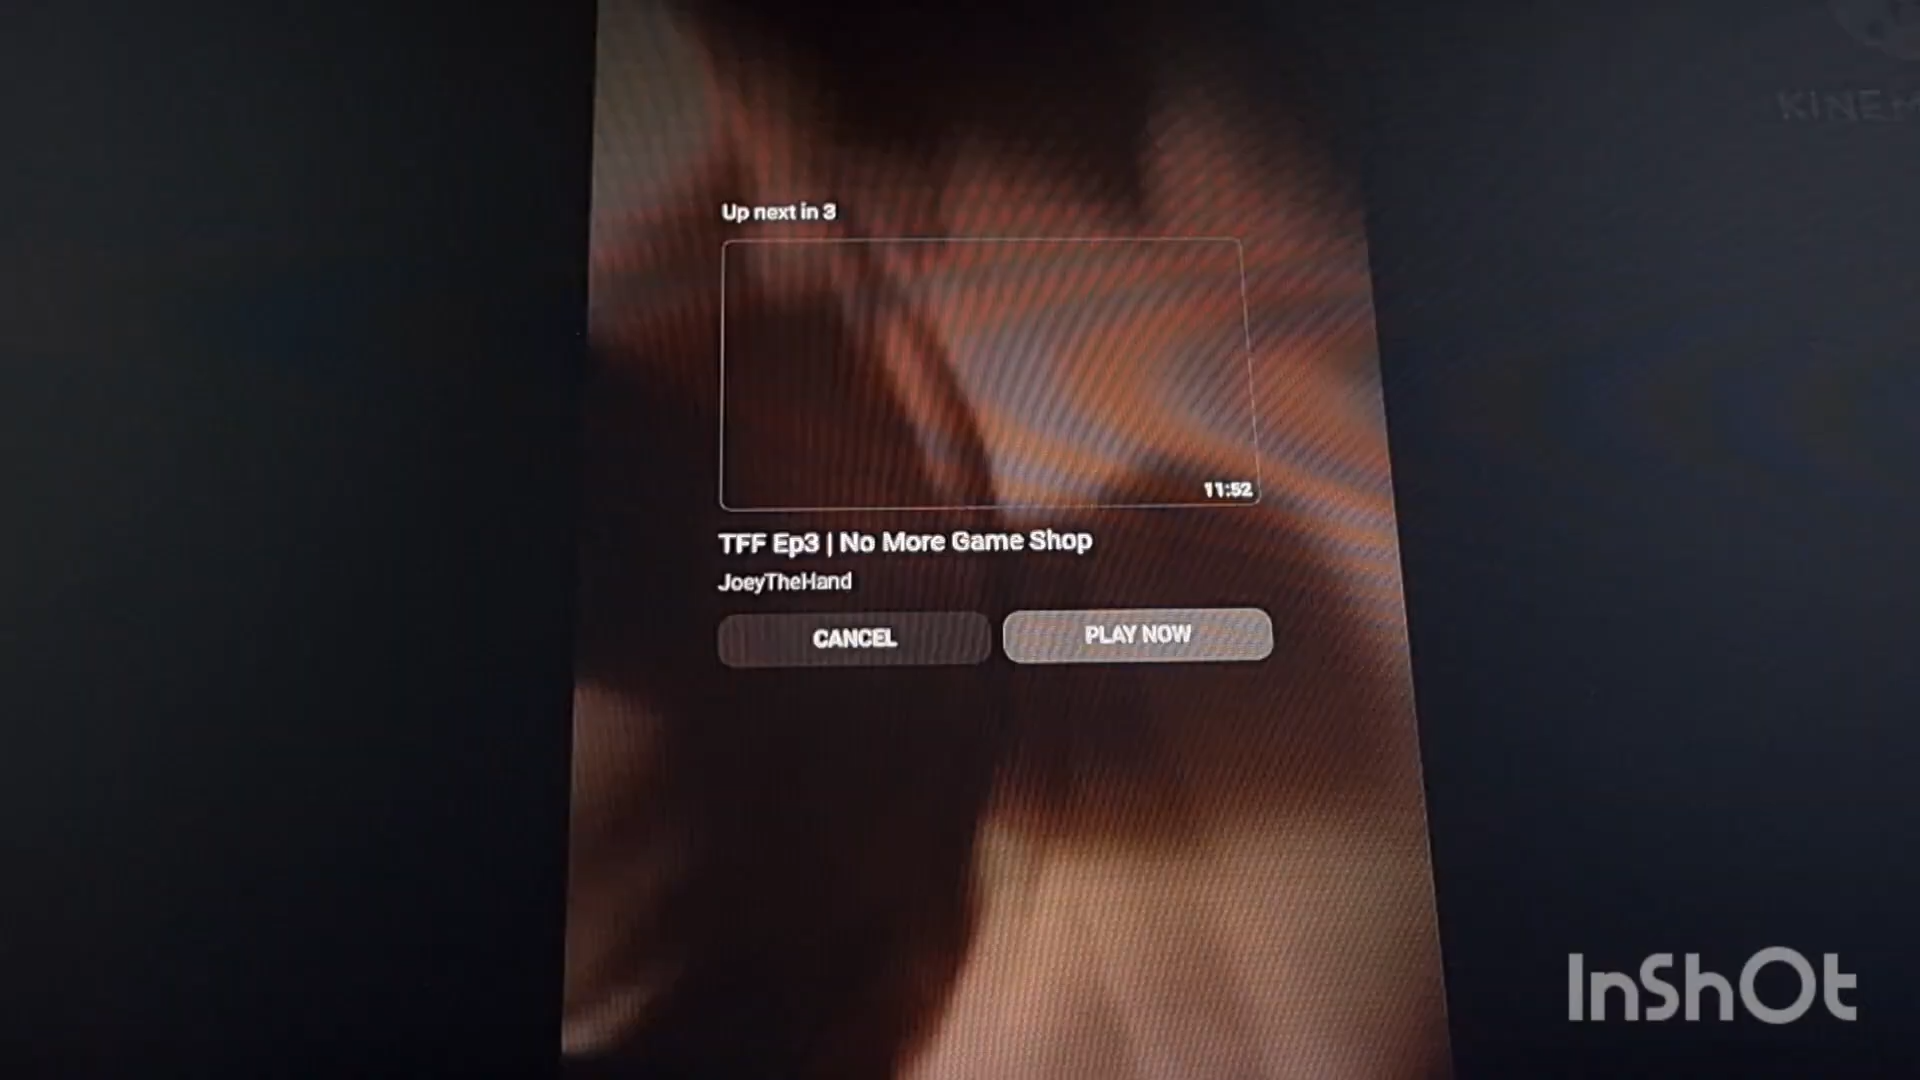 Up next in 3
11:52
TFF Ep3 | No More Game Shop
JoeyTheHand
CANCEL
PLAY NOW
InShOt